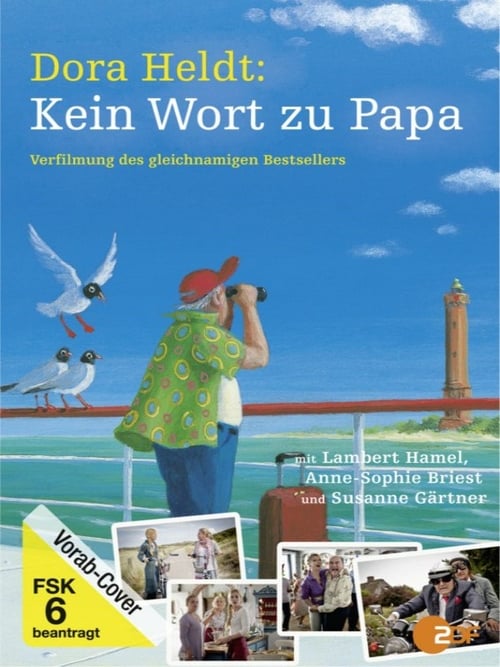 Dora Heldt:
Kein Wort zu Papa
Verfilmung des gleichnamigen Bestsellers
mit Lambert Hamel,
Anne-Sophie Briest
und Susanne Gärtner
Vorab-Cover
FSK
6
beantragt
ZDF